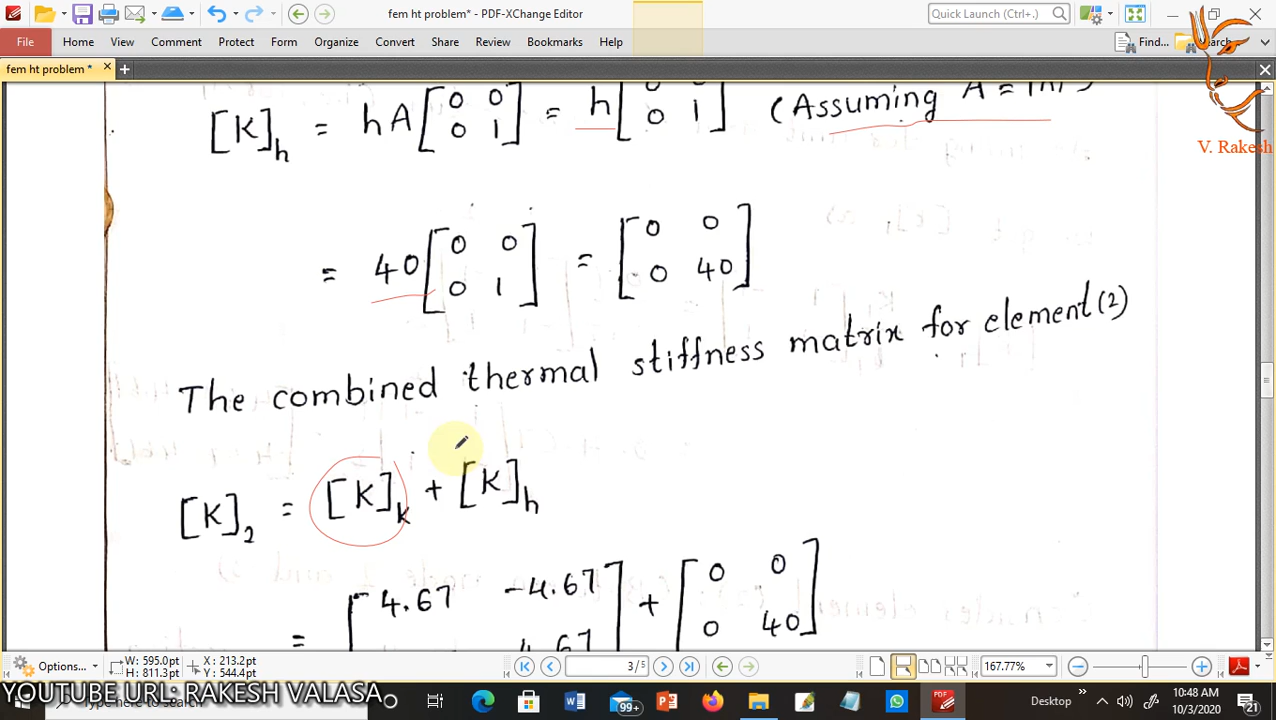 fem ht problem* - PDF-XChange Editor
Quick Launch (Ctrl+.)
File Home View Comment Protect Form Organize Convert Share Review Bookmarks Help
Find...
fem ht problem *
V. Rakesh
[K]h = hA [0 0 = h [0 0 (Assuming A = 1m²)
0 1] 0 1]
= 40 [0 0 = [0 0
0 1] 0 40]
The combined thermal stiffness matrix for element (2)
[K]2 = [K]k + [K]h
= [4.67 -4.67 + [0 0
4.67] 0 40]
Options... W: 595.0pt X: 213.2pt 3 / 5 167.77%
H: 811.3pt Y: 544.4pt
YOUTUBE URL: RAKESH VALASA
99+ Desktop 10:48 AM
10/3/2020 21